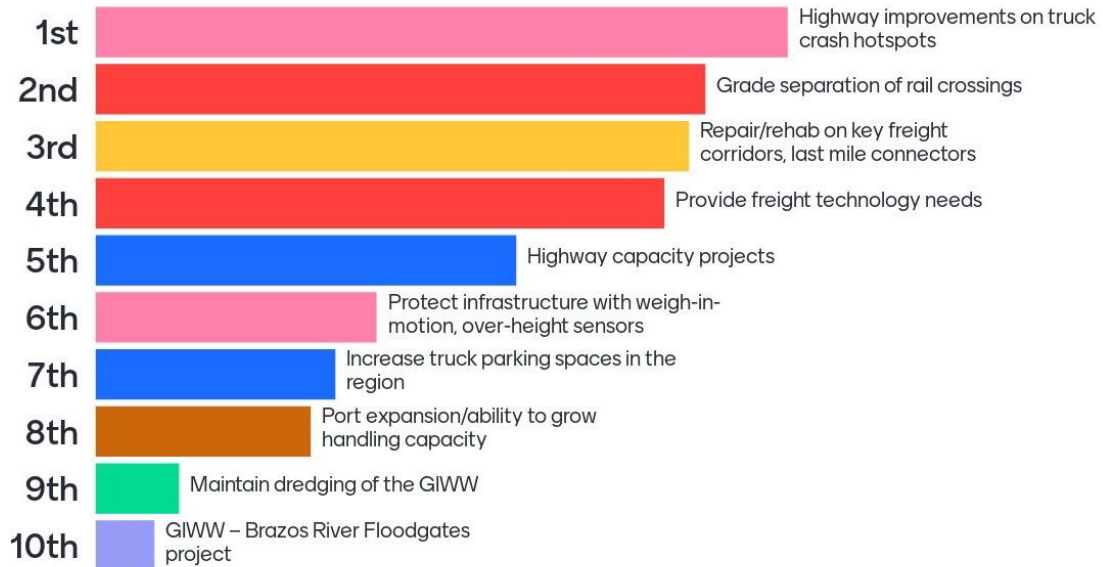 1st
Highway improvements on truck
crash hotspots
2nd
Grade separation of rail crossings
3rd
Repair/rehab on key freight
corridors, last mile connectors
4th
Provide freight technology needs
5th
Highway capacity projects
6th
Protect infrastructure with weigh-in-
motion, over-height sensors
7th
Increase truck parking spaces in the
region
8th
Port expansion/ability to grow
handling capacity
9th
Maintain dredging of the GIWW
10th
GIWW – Brazos River Floodgates
project